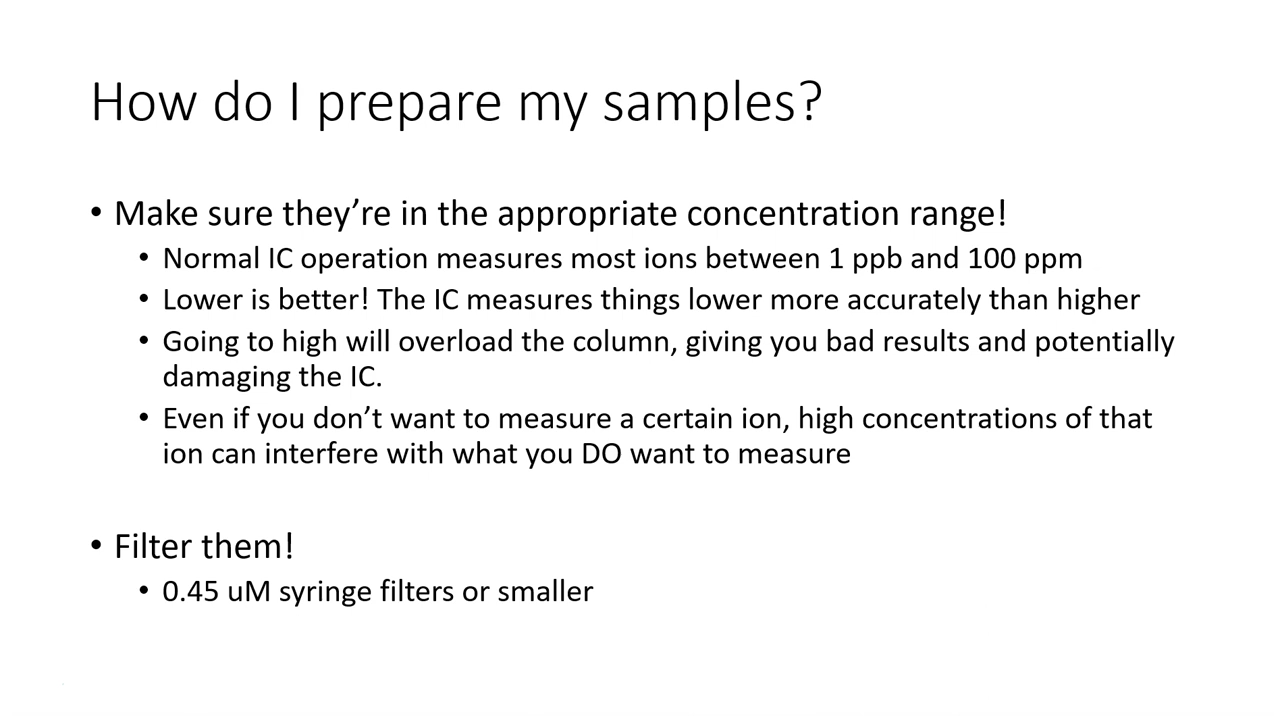 How do I prepare my samples?
• Make sure they’re in the appropriate concentration range!
• Normal IC operation measures most ions between 1 ppb and 100 ppm
• Lower is better! The IC measures things lower more accurately than higher
• Going to high will overload the column, giving you bad results and potentially
damaging the IC.
• Even if you don’t want to measure a certain ion, high concentrations of that
ion can interfere with what you DO want to measure
• Filter them!
• 0.45 uM syringe filters or smaller